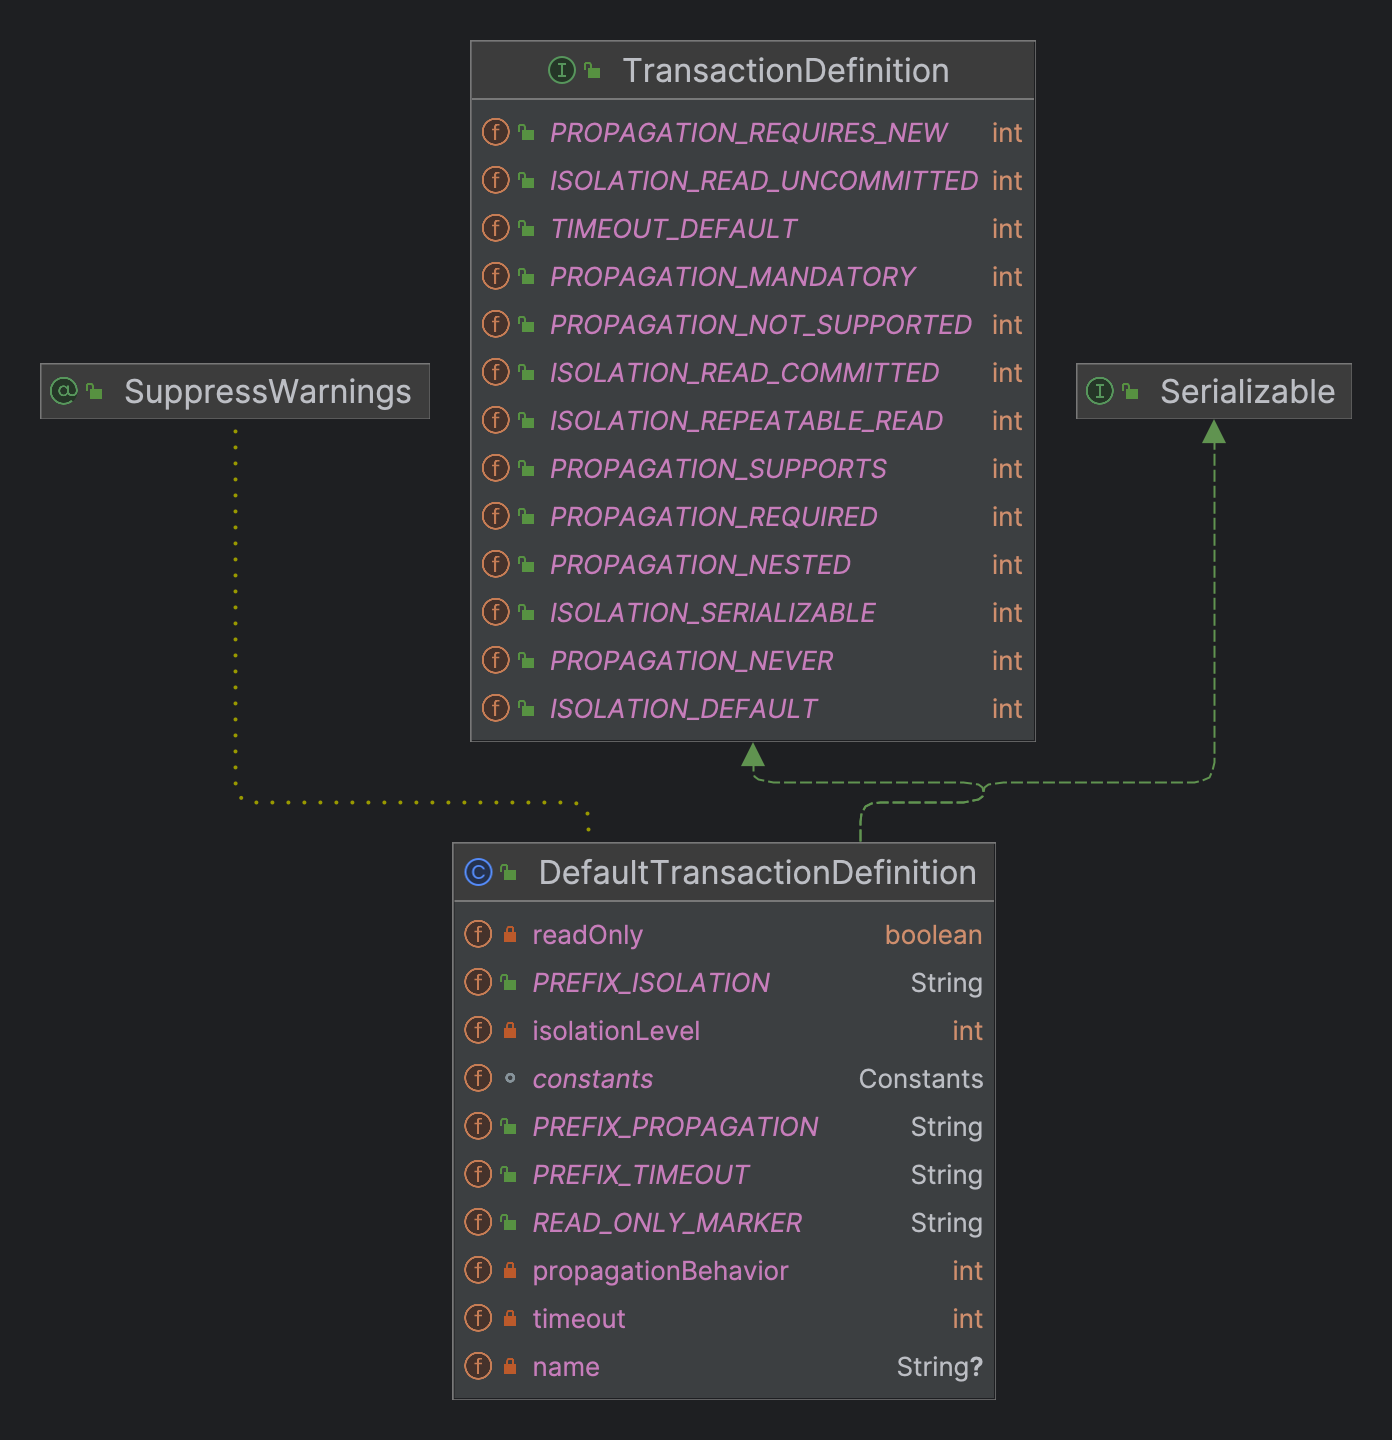 TransactionDefinition
PROPAGATION_REQUIRES_NEW int
ISOLATION_READ_UNCOMMITTED int
TIMEOUT_DEFAULT int
PROPAGATION_MANDATORY int
PROPAGATION_NOT_SUPPORTED int
ISOLATION_READ_COMMITTED int
ISOLATION_REPEATABLE_READ int
PROPAGATION_SUPPORTS int
PROPAGATION_REQUIRED int
PROPAGATION_NESTED int
ISOLATION_SERIALIZABLE int
PROPAGATION_NEVER int
ISOLATION_DEFAULT int
@ SuppressWarnings
Serializable
DefaultTransactionDefinition
readOnly boolean
PREFIX_ISOLATION String
isolationLevel int
constants Constants
PREFIX_PROPAGATION String
PREFIX_TIMEOUT String
READ_ONLY_MARKER String
propagationBehavior int
timeout int
name String?